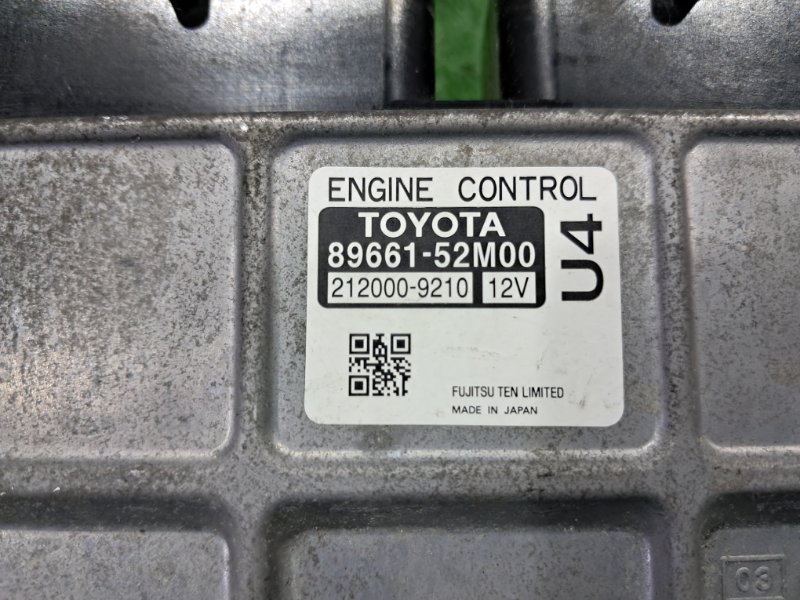 ENGINE CONTROL
TOYOTA
89661-52M00
212000-9210 12V
U4
FUJITSU TEN LIMITED
MADE IN JAPAN
03